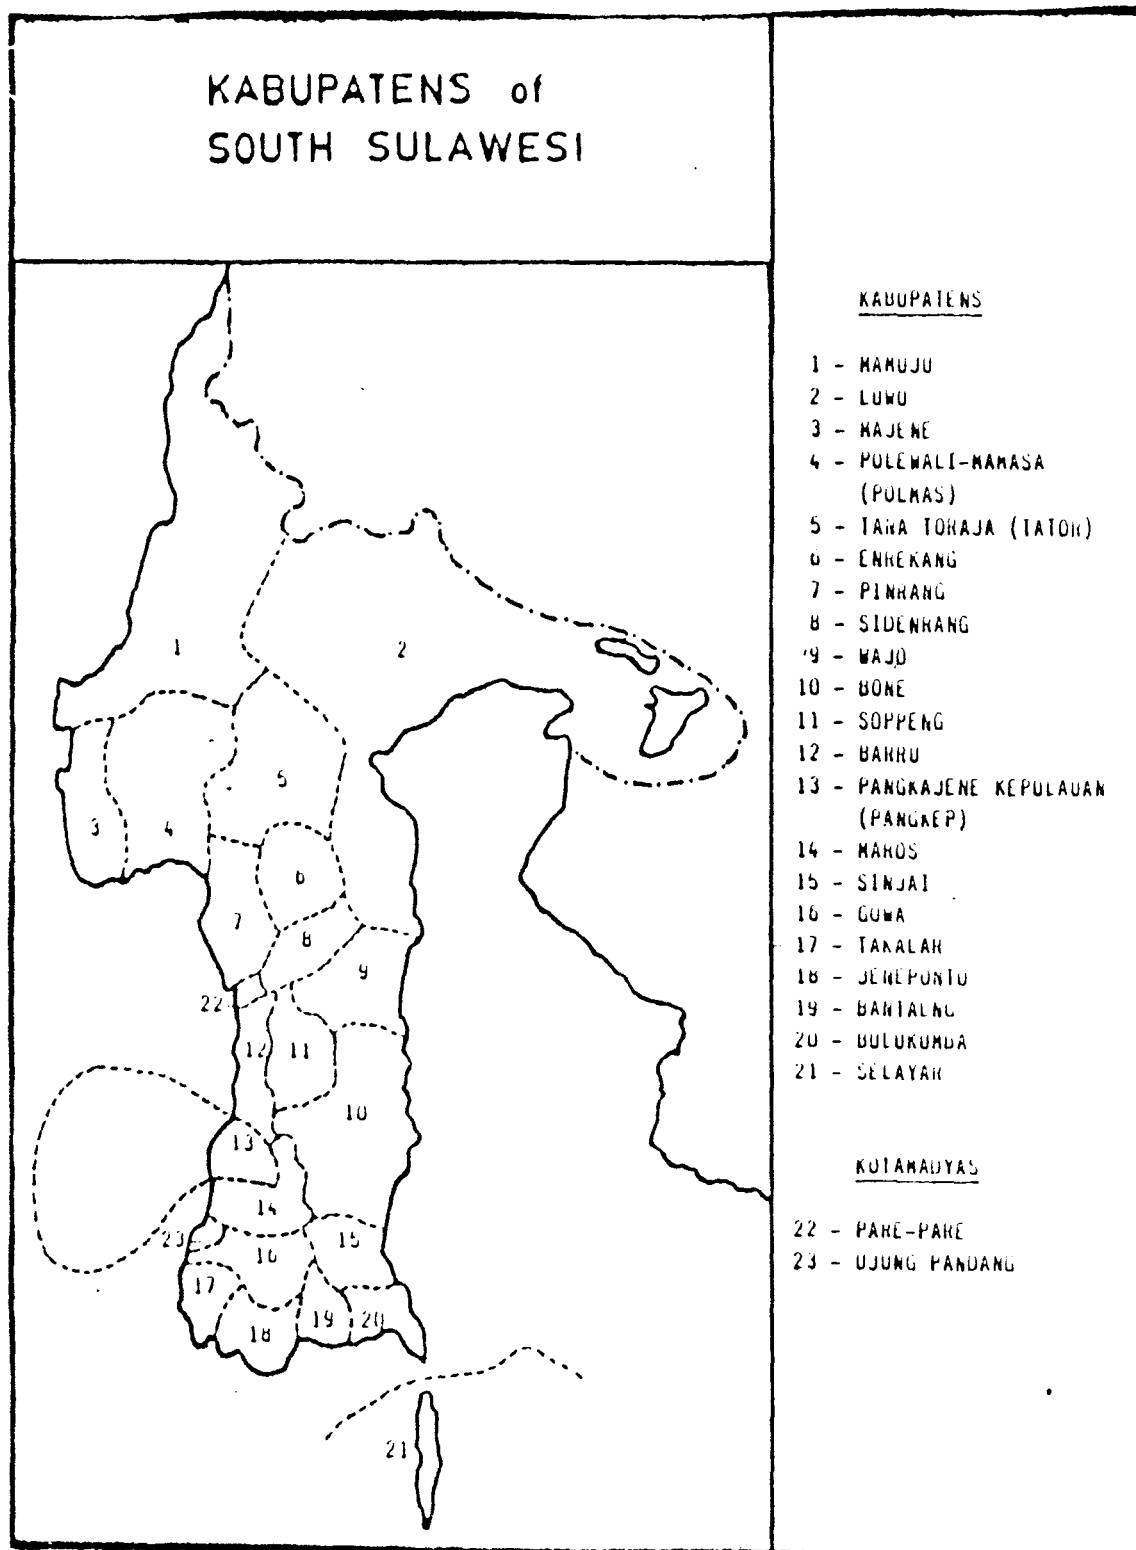 KABUPATENS of
SOUTH SULAWESI
KABUPATENS
1 - MAMUJU
2 - LUWU
3 - MAJENE
4 - POLEWALI-MAMASA
(POLMAS)
5 - TANA TORAJA (TATOR)
6 - ENREKANG
7 - PINRANG
8 - SIDENRANG
9 - WAJO
10 - BONE
11 - SOPPENG
12 - BARRU
13 - PANGKAJENE KEPULAUAN
(PANGKEP)
14 - MAROS
15 - SINJAI
16 - GOWA
17 - TAKALAR
18 - JENEPONTO
19 - BANTAENG
20 - BULUKUMBA
21 - SELAYAR
KOTAMADYAS
22 - PARE-PARE
23 - UJUNG PANDANG
1
2
3
4
5
6
7
8
9
22
12
11
10
13
14
23
16
15
17
18
19
20
21